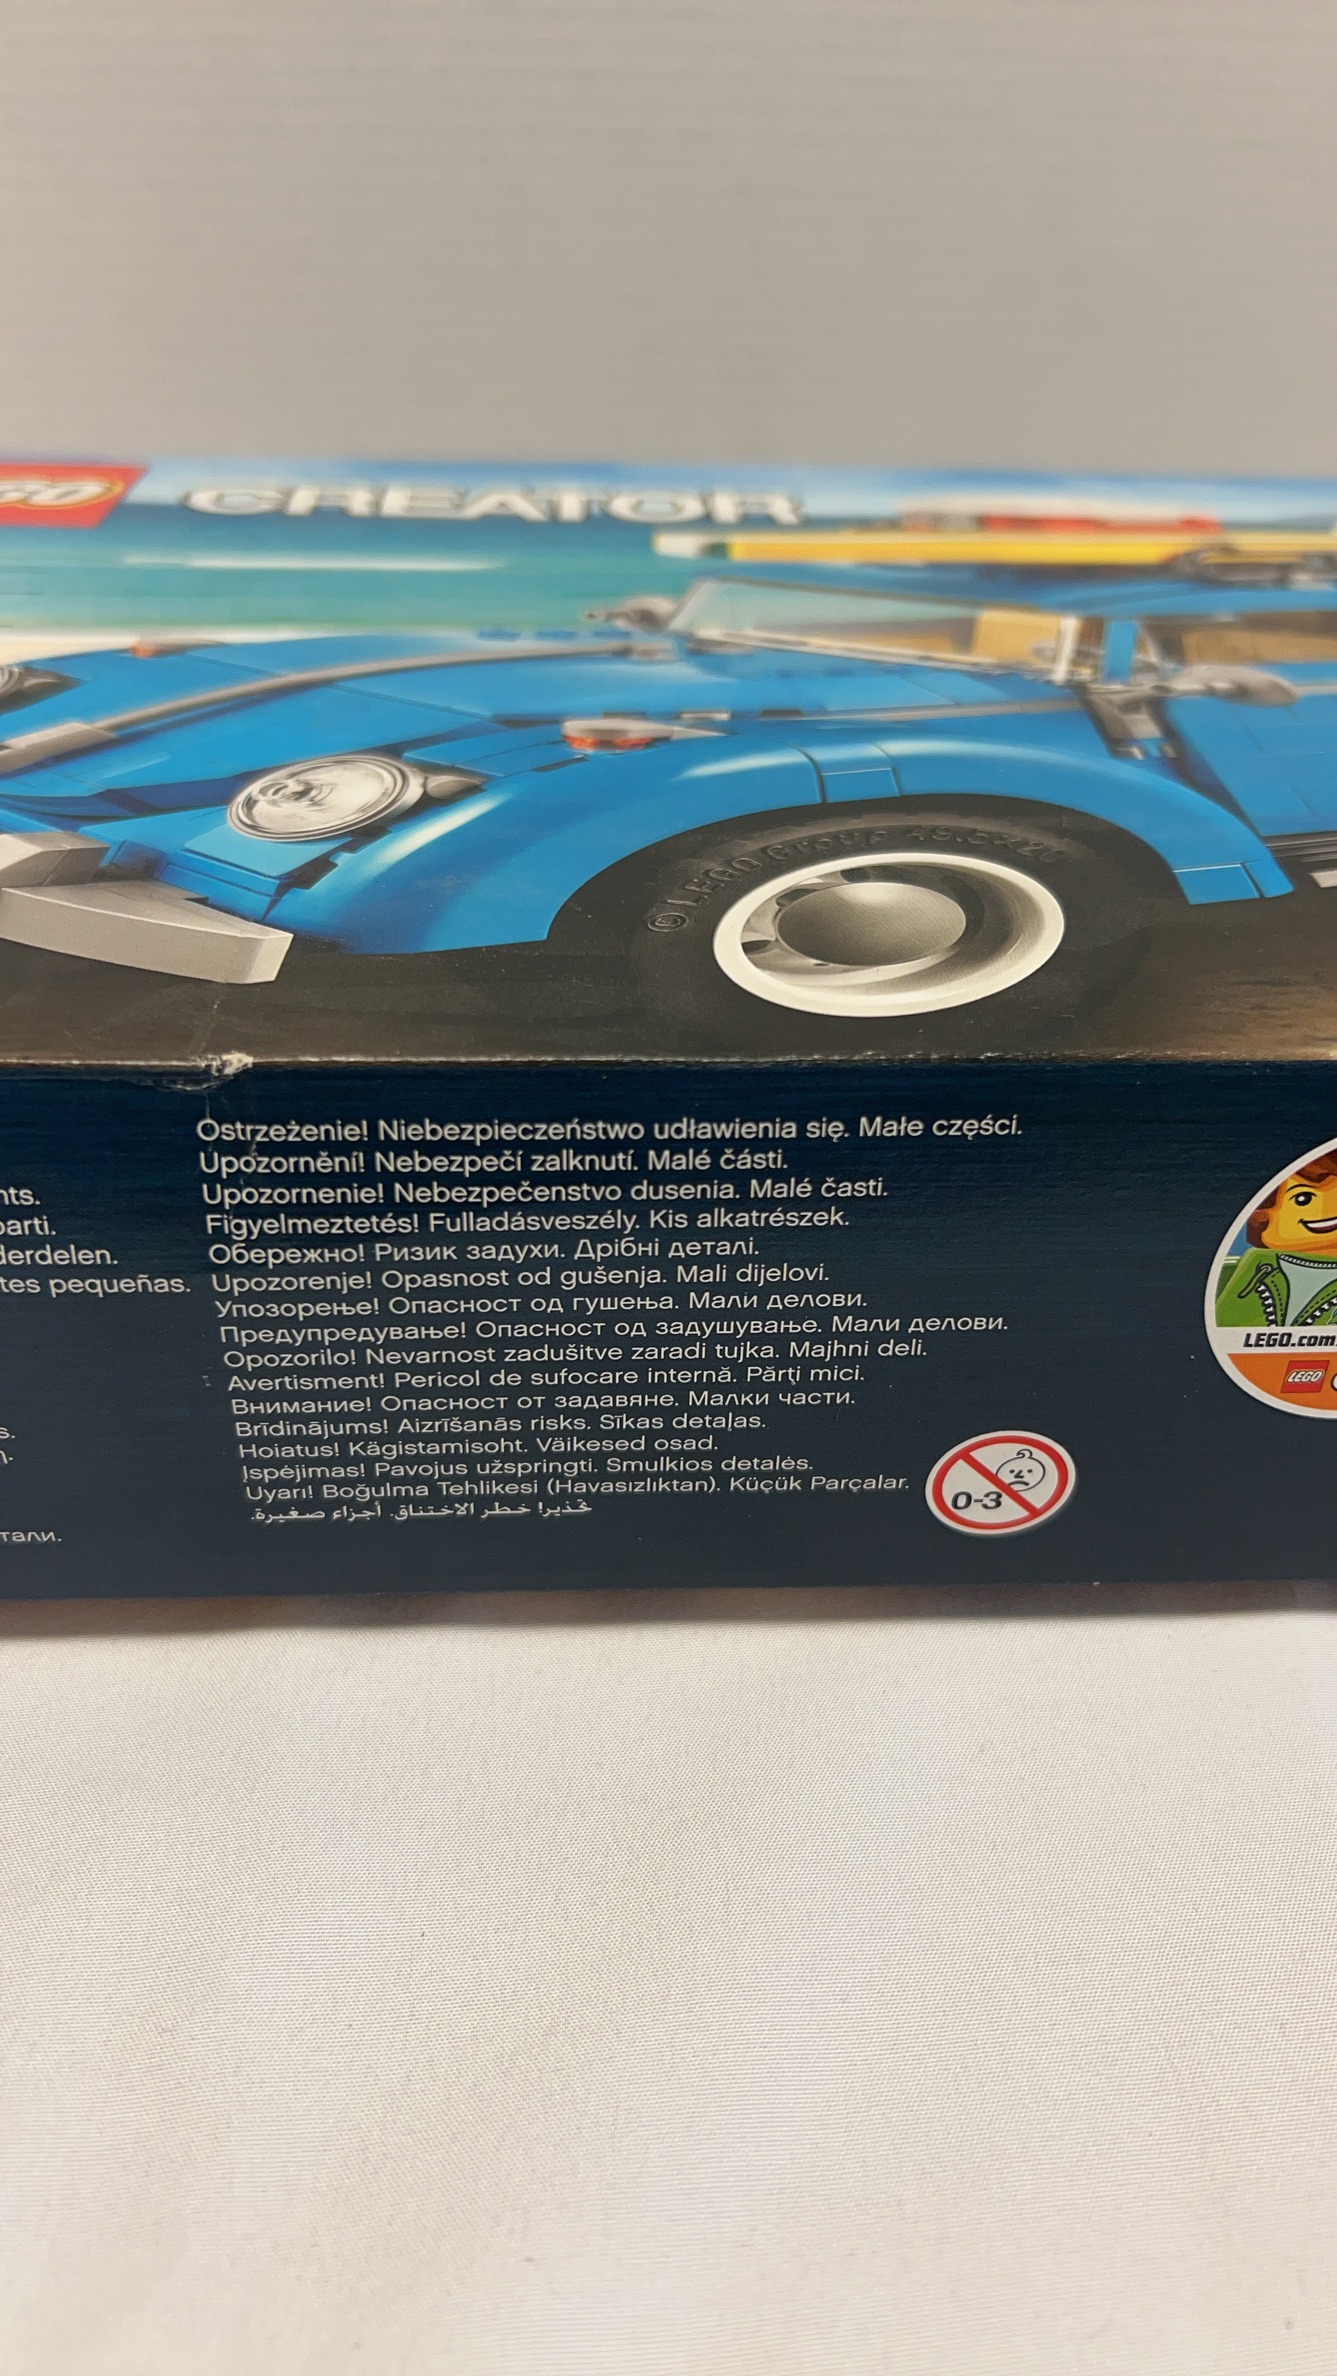 CREATOR
© LEGO Group 49.5x20
nts.
parti.
derdelen.
tes pequeñas.
s.
тали.
Ostrzeżenie! Niebezpieczeństwo udławienia się. Małe części.
Upozornění! Nebezpečí zalknutí. Malé části.
Upozornenie! Nebezpečenstvo dusenia. Malé časti.
Figyelmeztetés! Fulladásveszély. Kis alkatrészek.
Обережно! Ризик задухи. Дрібні деталі.
Upozorenje! Opasnost od gušenja. Mali dijelovi.
Упозорење! Опасност од гушења. Мали делови.
Предупредување! Опасност од задушување. Мали делови.
Opozorilo! Nevarnost zadušitve zaradi tujka. Majhni deli.
Avertisment! Pericol de sufocare internă. Părţi mici.
Внимание! Опасност от задавяне. Малки части.
Brīdinājums! Aizrīšanās risks. Sīkas detaļas.
Hoiatus! Kägistamisoht. Väikesed osad.
Įspėjimas! Pavojus užspringti. Smulkios detalės.
Uyarı! Boğulma Tehlikesi (Havasızlıktan). Küçük Parçalar.
تحذير! خطر الاختناق. أجزاء صغيرة.
0-3
LEGO.com
LEGO